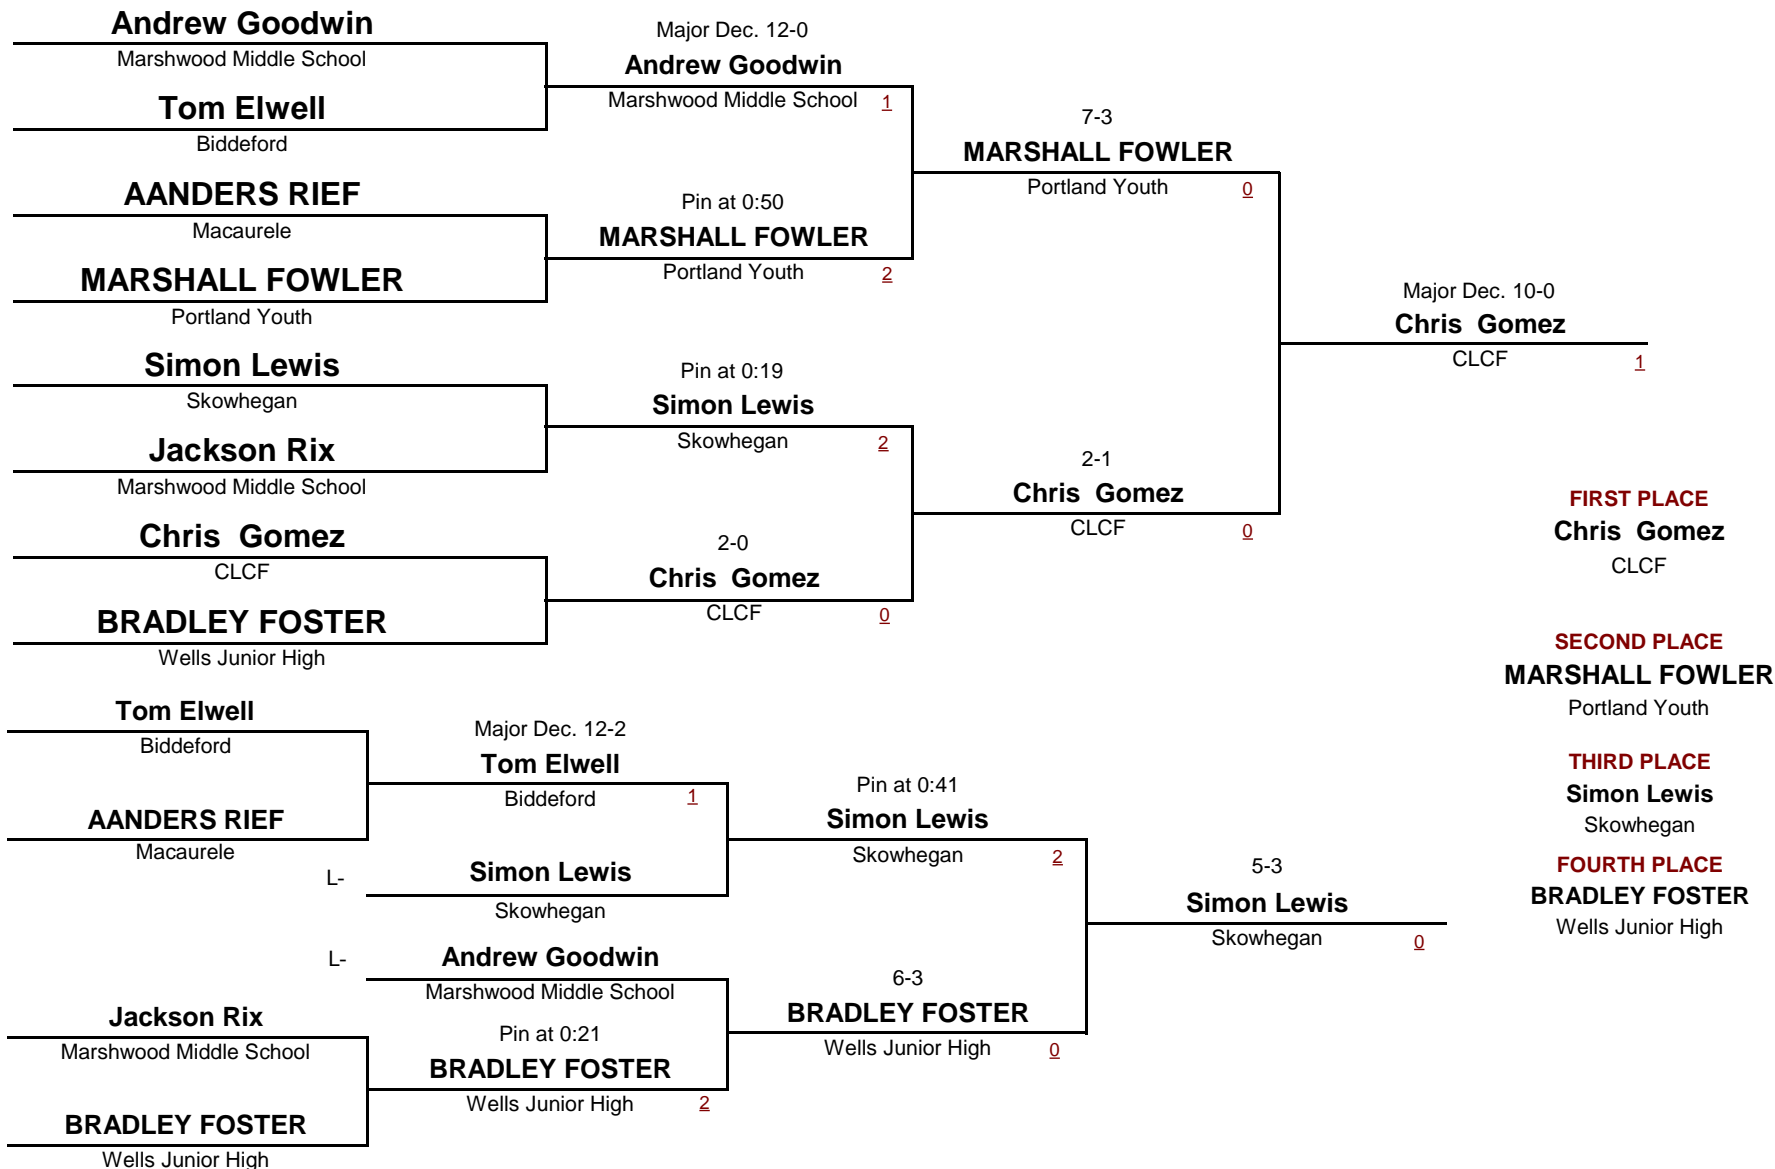 Andrew Goodwin
Marshwood Middle School
Tom Elwell
Biddeford
AANDERS RIEF
Macaurele
MARSHALL FOWLER
Portland Youth
Simon Lewis
Skowhegan
Jackson Rix
Marshwood Middle School
Chris Gomez
CLCF
BRADLEY FOSTER
Wells Junior High
Major Dec. 12-0
Andrew Goodwin
Marshwood Middle School 1
Pin at 0:50
MARSHALL FOWLER
Portland Youth 2
Pin at 0:19
Simon Lewis
Skowhegan 2
2-0
Chris Gomez
CLCF 0
7-3
MARSHALL FOWLER
Portland Youth 0
2-1
Chris Gomez
CLCF 0
Major Dec. 10-0
Chris Gomez
CLCF 1
FIRST PLACE
Chris Gomez
CLCF
SECOND PLACE
MARSHALL FOWLER
Portland Youth
THIRD PLACE
Simon Lewis
Skowhegan
FOURTH PLACE
BRADLEY FOSTER
Wells Junior High
Tom Elwell
Biddeford
AANDERS RIEF
Macaurele
Jackson Rix
Marshwood Middle School
BRADLEY FOSTER
Wells Junior High
Major Dec. 12-2
Tom Elwell
Biddeford 1
L- Simon Lewis
Skowhegan
L- Andrew Goodwin
Marshwood Middle School
Pin at 0:21
BRADLEY FOSTER
Wells Junior High 2
Pin at 0:41
Simon Lewis
Skowhegan 2
6-3
BRADLEY FOSTER
Wells Junior High 0
5-3
Simon Lewis
Skowhegan 0